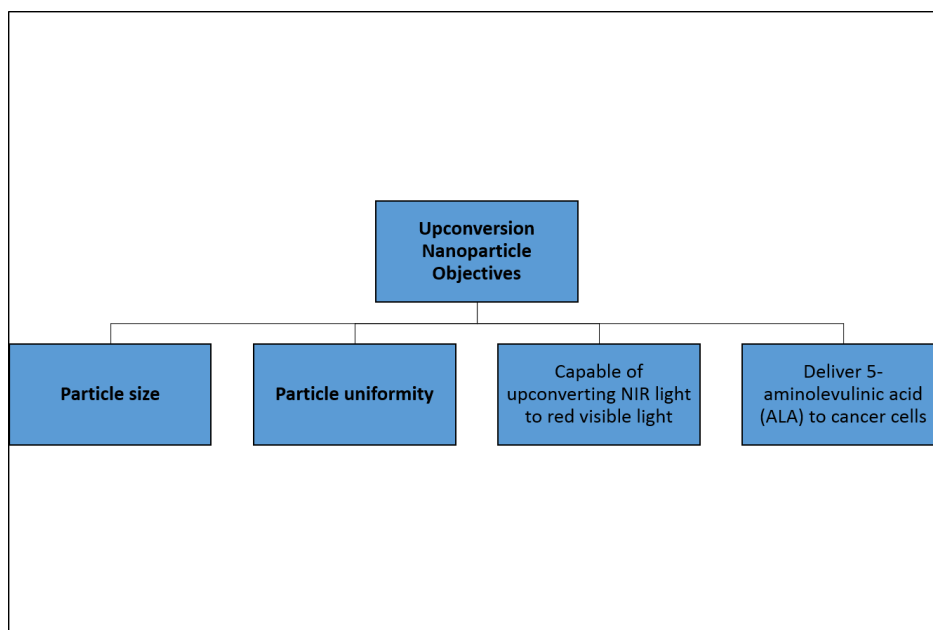 Upconversion
Nanoparticle
Objectives
Particle size
Particle uniformity
Capable of
upconverting NIR light
to red visible light
Deliver 5-
aminolevulinic acid
(ALA) to cancer cells